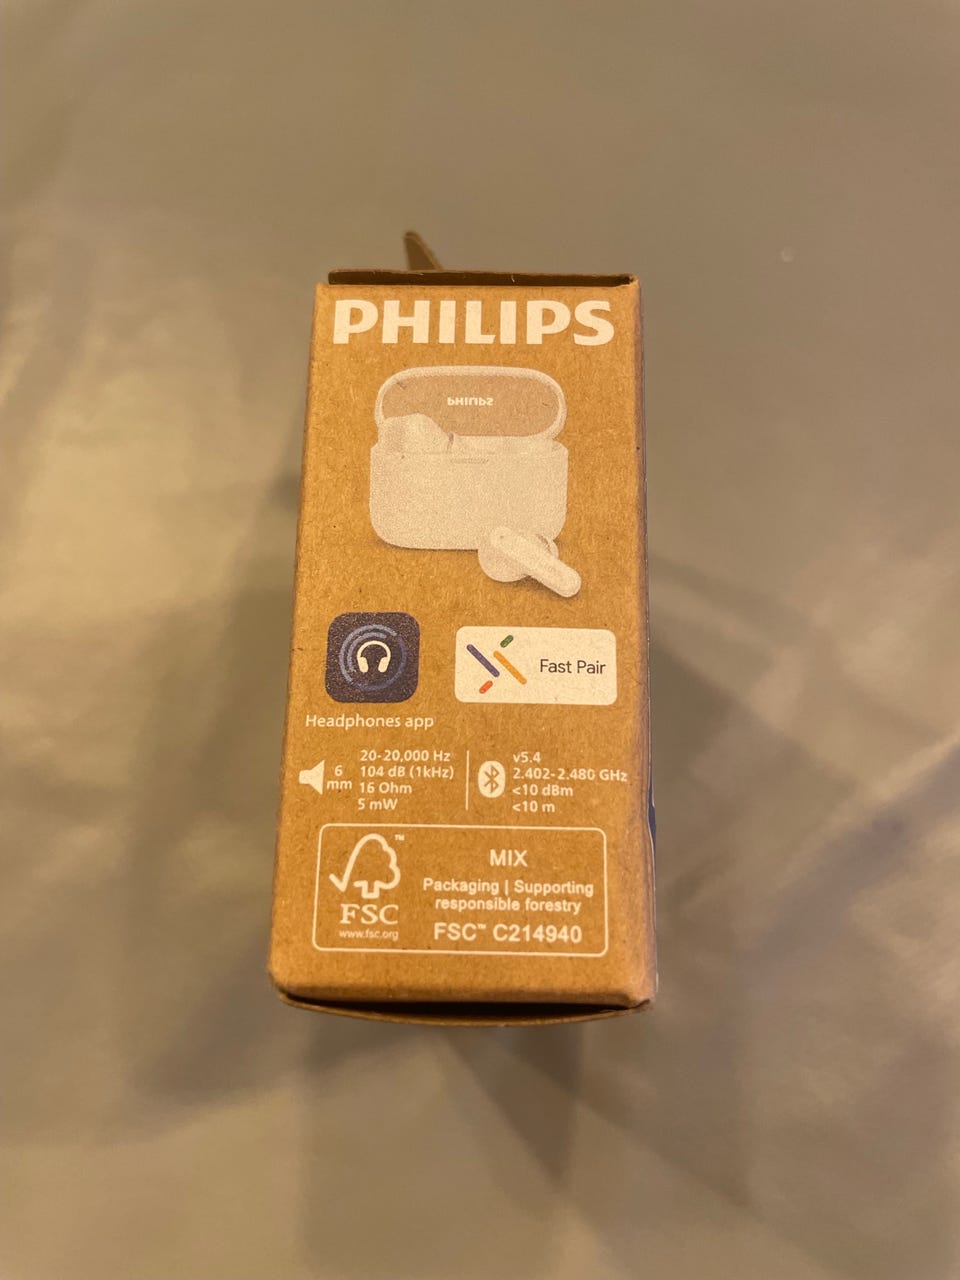 PHILIPS
PHILIPS
Fast Pair
Headphones app
6 mm
20-20,000 Hz
104 dB (1kHz)
16 Ohm
5 mW
v5.4
2.402-2.480 GHz
<10 dBm
<10 m
FSC
www.fsc.org
™
MIX
Packaging | Supporting
responsible forestry
FSC™ C214940